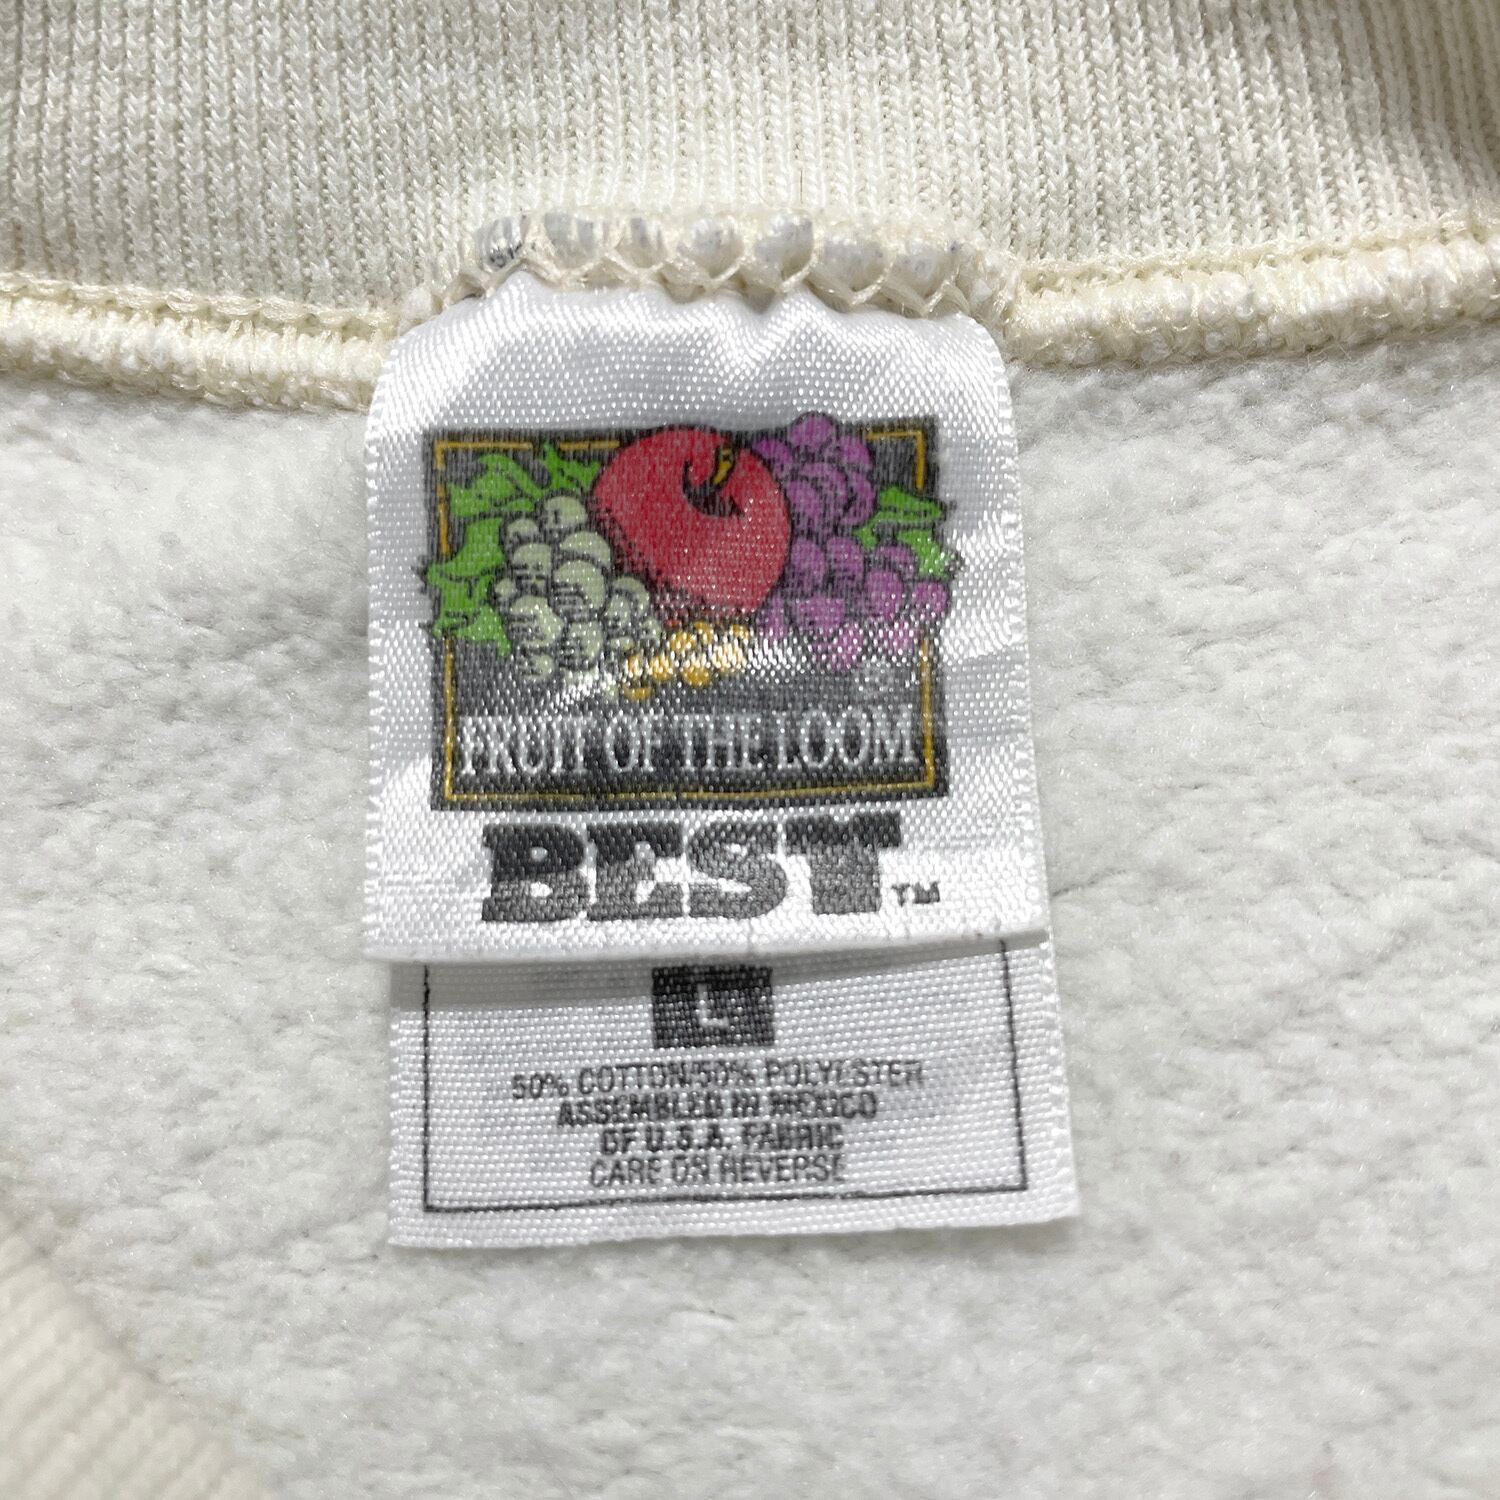 FRUIT OF THE LOOM
BEST™
L
50% COTTON/50% POLYESTER
ASSEMBLED IN MEXICO
OF U.S.A. FABRIC
CARE ON REVERSE